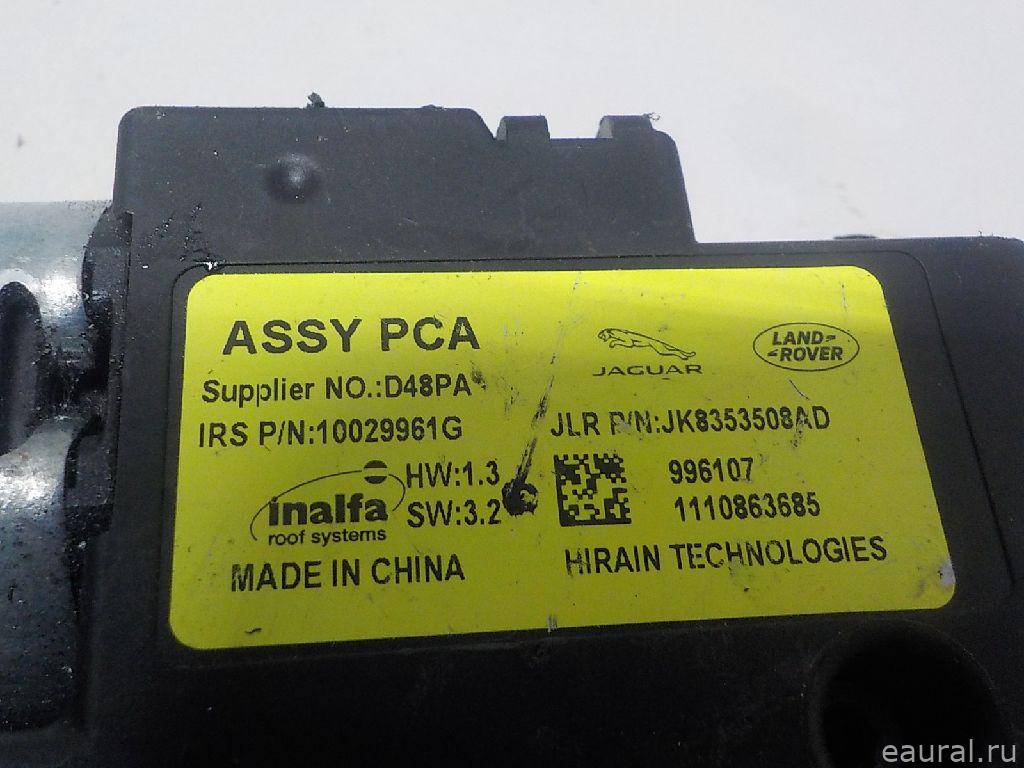 ASSY PCA
JAGUAR
LAND-
-ROVER
Supplier NO.:D48PA
IRS P/N:10029961G
JLR P/N:JK8353508AD
inalfa
roof systems
HW:1.3
SW:3.2
996107
1110863685
MADE IN CHINA
HIRAIN TECHNOLOGIES
eaural.ru